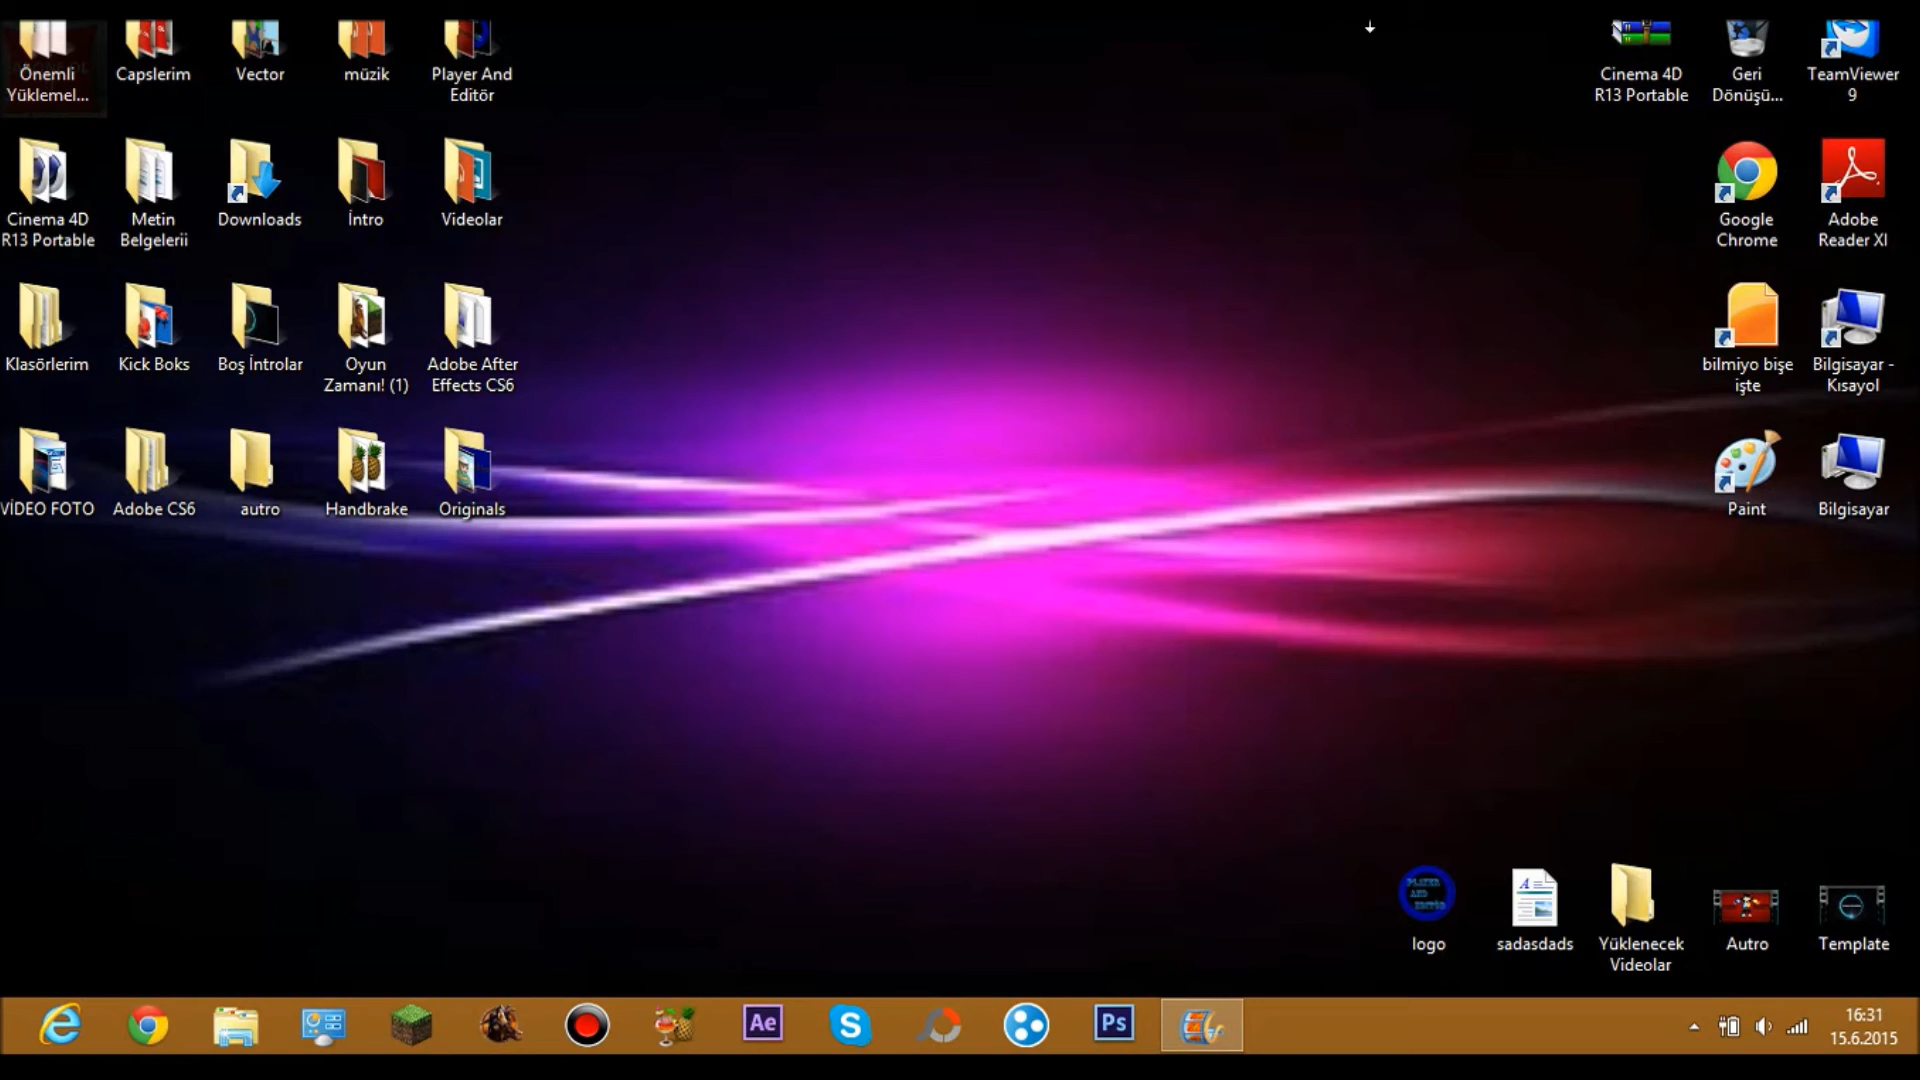 Önemli
Yüklemel...
Capslerim
Vector
müzik
Player And
Editör
Cinema 4D
R13 Portable
Geri
Dönüşü...
TeamViewer
9
Cinema 4D
R13 Portable
Metin
Belgelerii
Downloads
İntro
Videolar
Google
Chrome
Adobe
Reader XI
Klasörlerim
Kick Boks
Boş İntrolar
Oyun
Zamanı! (1)
Adobe After
Effects CS6
bilmiyo bişe
işte
Bilgisayar -
Kısayol
VİDEO FOTO
Adobe CS6
autro
Handbrake
Originals
Paint
Bilgisayar
PLAYER
AND
EDITÖR
logo
sadasdads
Yüklenecek
Videolar
Autro
Template
Ae
S
Ps
16:31
15.6.2015